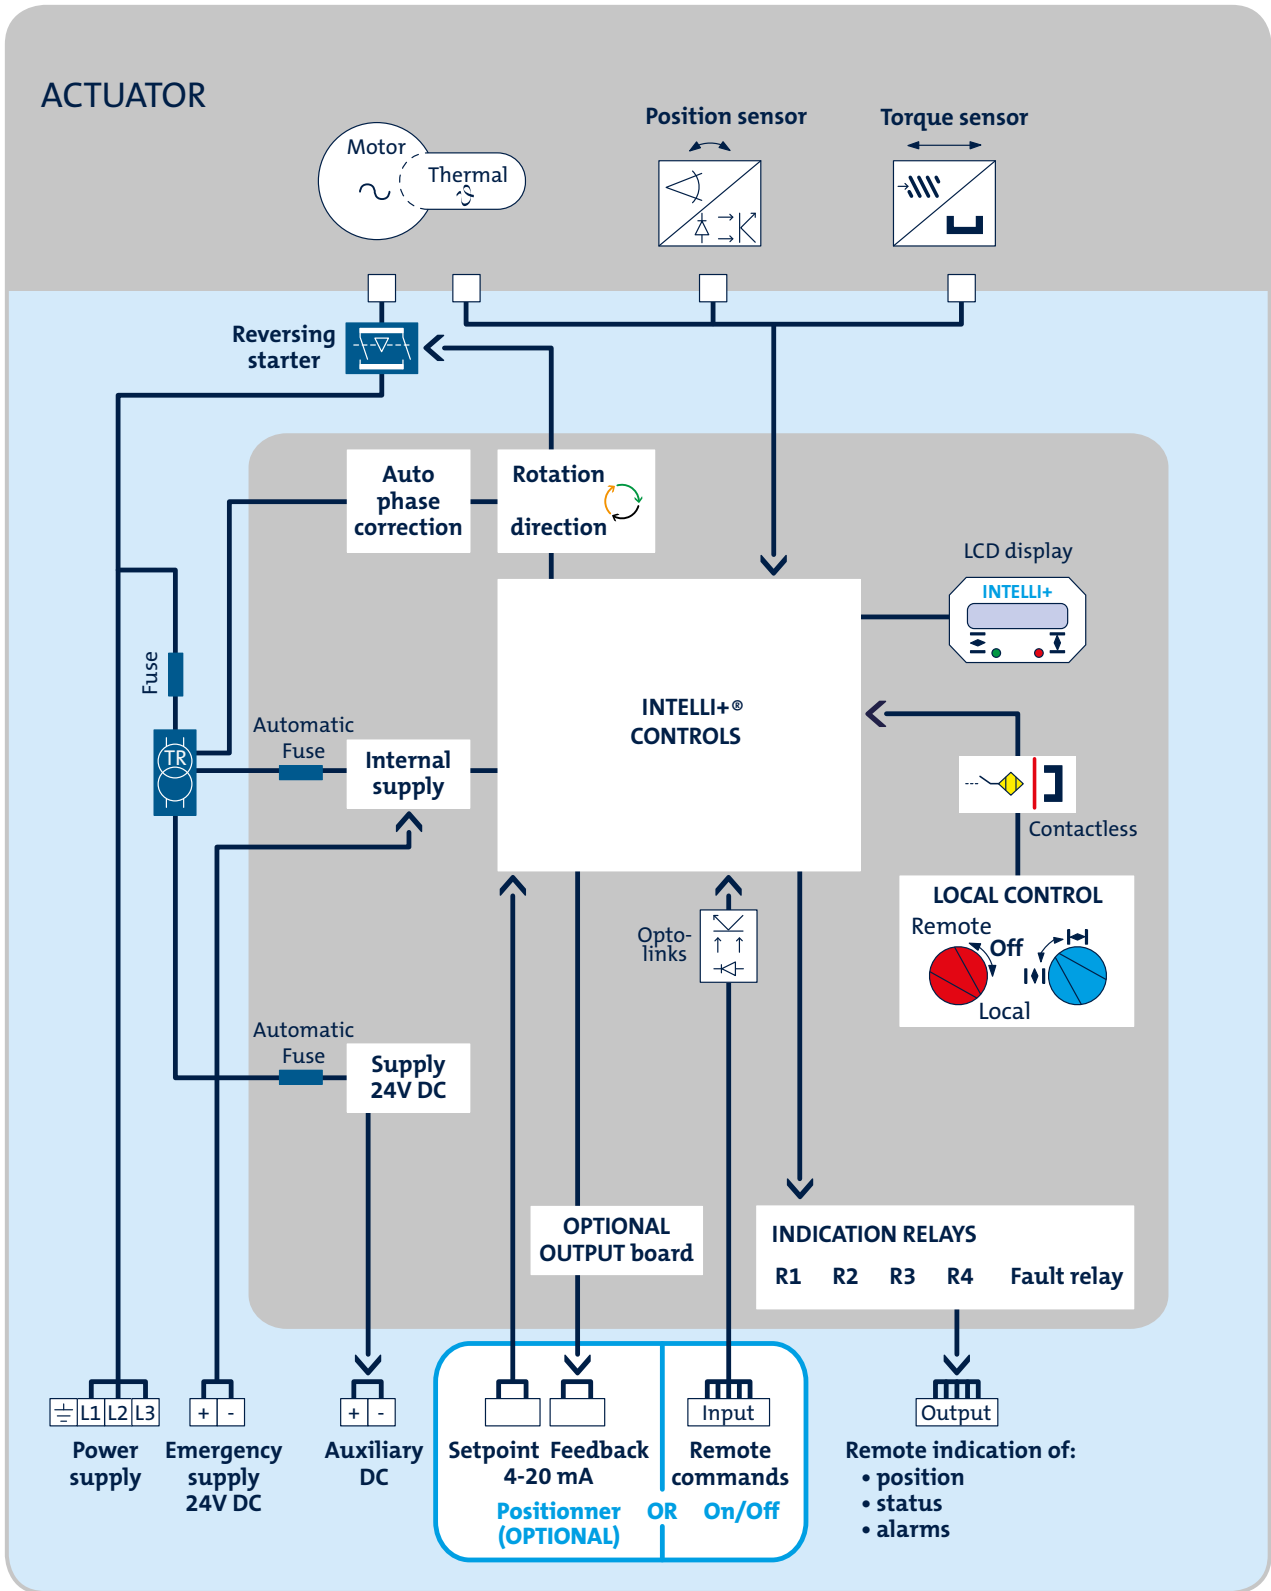 ACTUATOR
Position sensor
Torque sensor
Motor
Thermal
Reversing
starter
Auto
phase
correction
Rotation
direction
LCD display
INTELLI+
Fuse
TR
Automatic
Fuse
Internal
supply
INTELLI+®
CONTROLS
Contactless
LOCAL CONTROL
Remote
Off
Local
Opto-
links
Automatic
Fuse
Supply
24V DC
OPTIONAL
OUTPUT board
INDICATION RELAYS
R1 R2 R3 R4 Fault relay
L1 L2 L3
+ -
+ -
Input
Output
Power
supply
Emergency
supply
24V DC
Auxiliary
DC
Setpoint Feedback
4-20 mA
Positionner
(OPTIONAL)
OR
Remote
commands
On/Off
Remote indication of:
• position
• status
• alarms